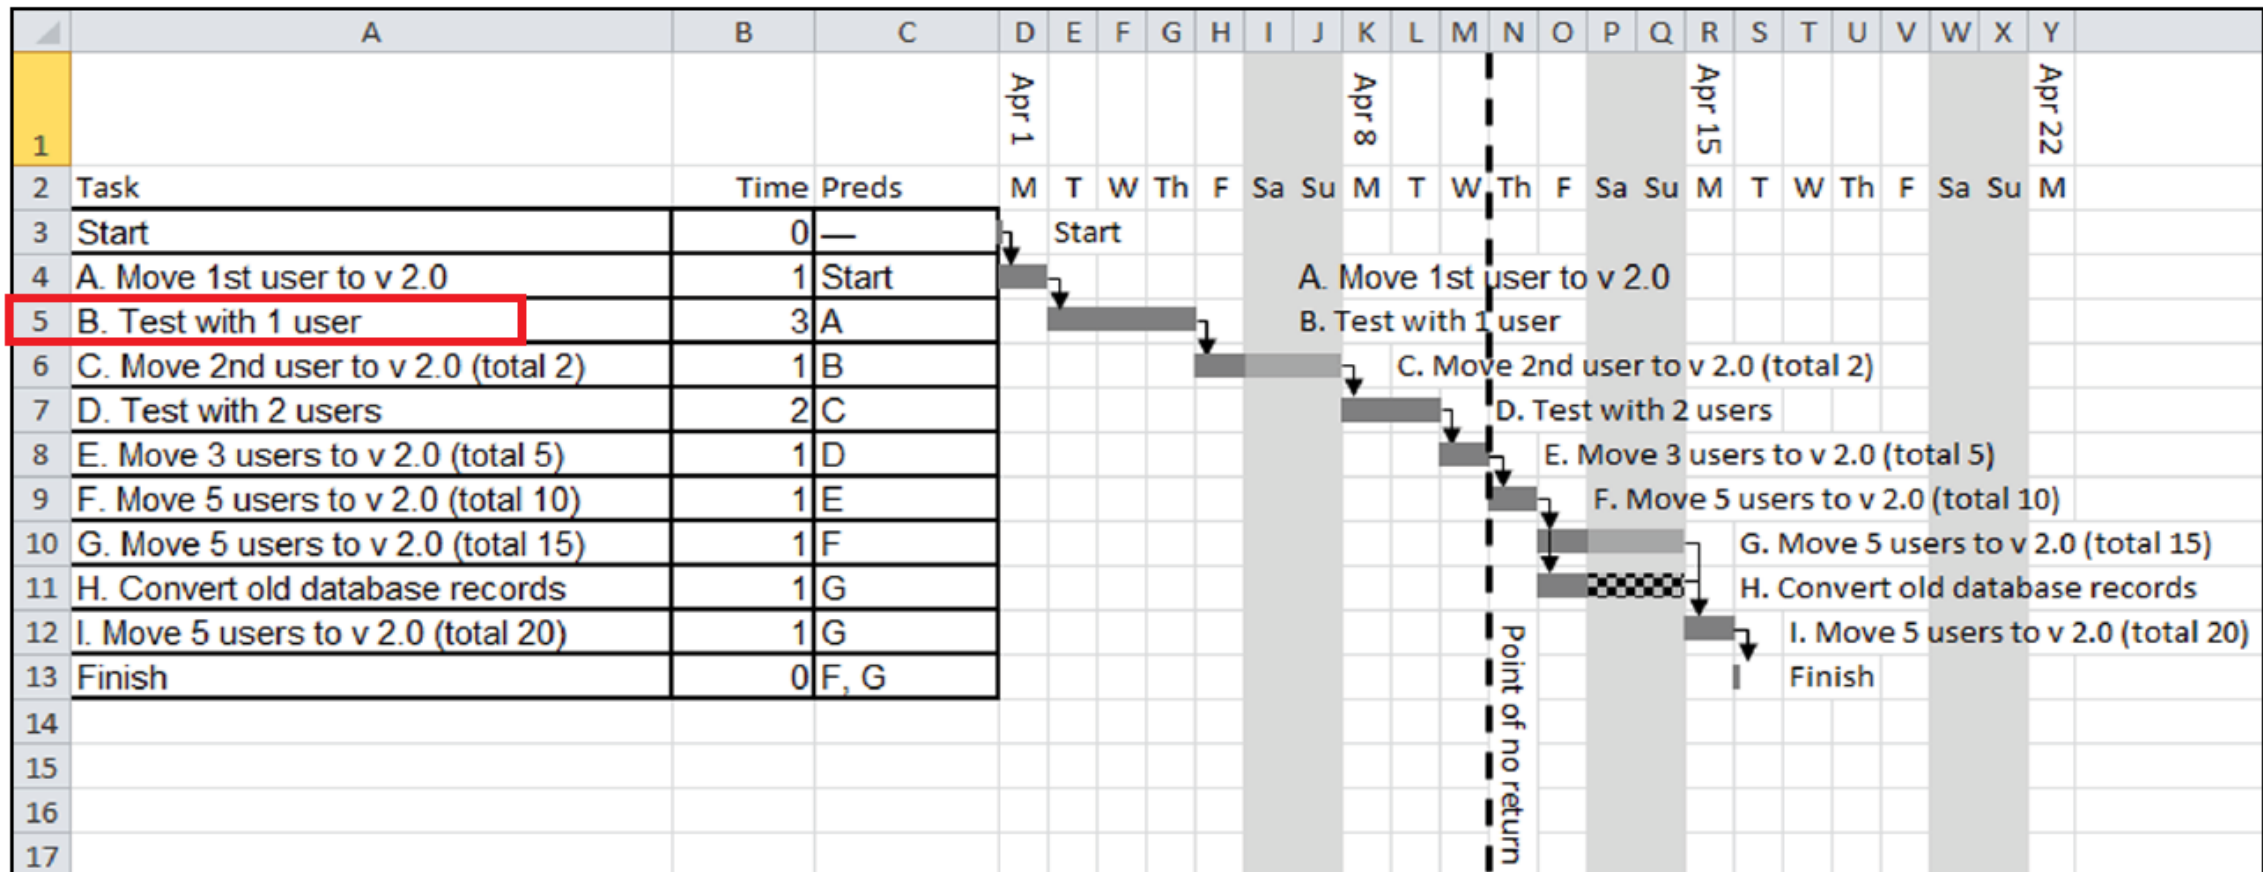 A B C D E F G H I J K L M N O P Q R S T U V W X Y
1 Apr 1 Apr 8 Apr 15 Apr 22
2 Task Time Preds M T W Th F Sa Su M T W Th F Sa Su M T W Th F Sa Su M
3 Start 0 — Start
4 A. Move 1st user to v 2.0 1 Start A. Move 1st user to v 2.0
5 B. Test with 1 user 3 A B. Test with 1 user
6 C. Move 2nd user to v 2.0 (total 2) 1 B C. Move 2nd user to v 2.0 (total 2)
7 D. Test with 2 users 2 C D. Test with 2 users
8 E. Move 3 users to v 2.0 (total 5) 1 D E. Move 3 users to v 2.0 (total 5)
9 F. Move 5 users to v 2.0 (total 10) 1 E F. Move 5 users to v 2.0 (total 10)
10 G. Move 5 users to v 2.0 (total 15) 1 F G. Move 5 users to v 2.0 (total 15)
11 H. Convert old database records 1 G H. Convert old database records
12 I. Move 5 users to v 2.0 (total 20) 1 G I. Move 5 users to v 2.0 (total 20)
13 Finish 0 F, G Finish
Point of no return
14
15
16
17